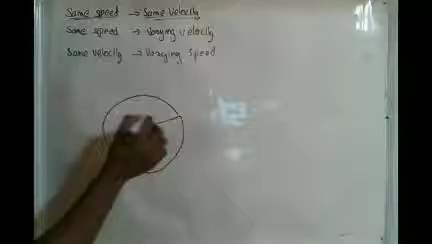 Same speed → Same velocity
Same speed → Varying velocity
Same velocity → Varying speed